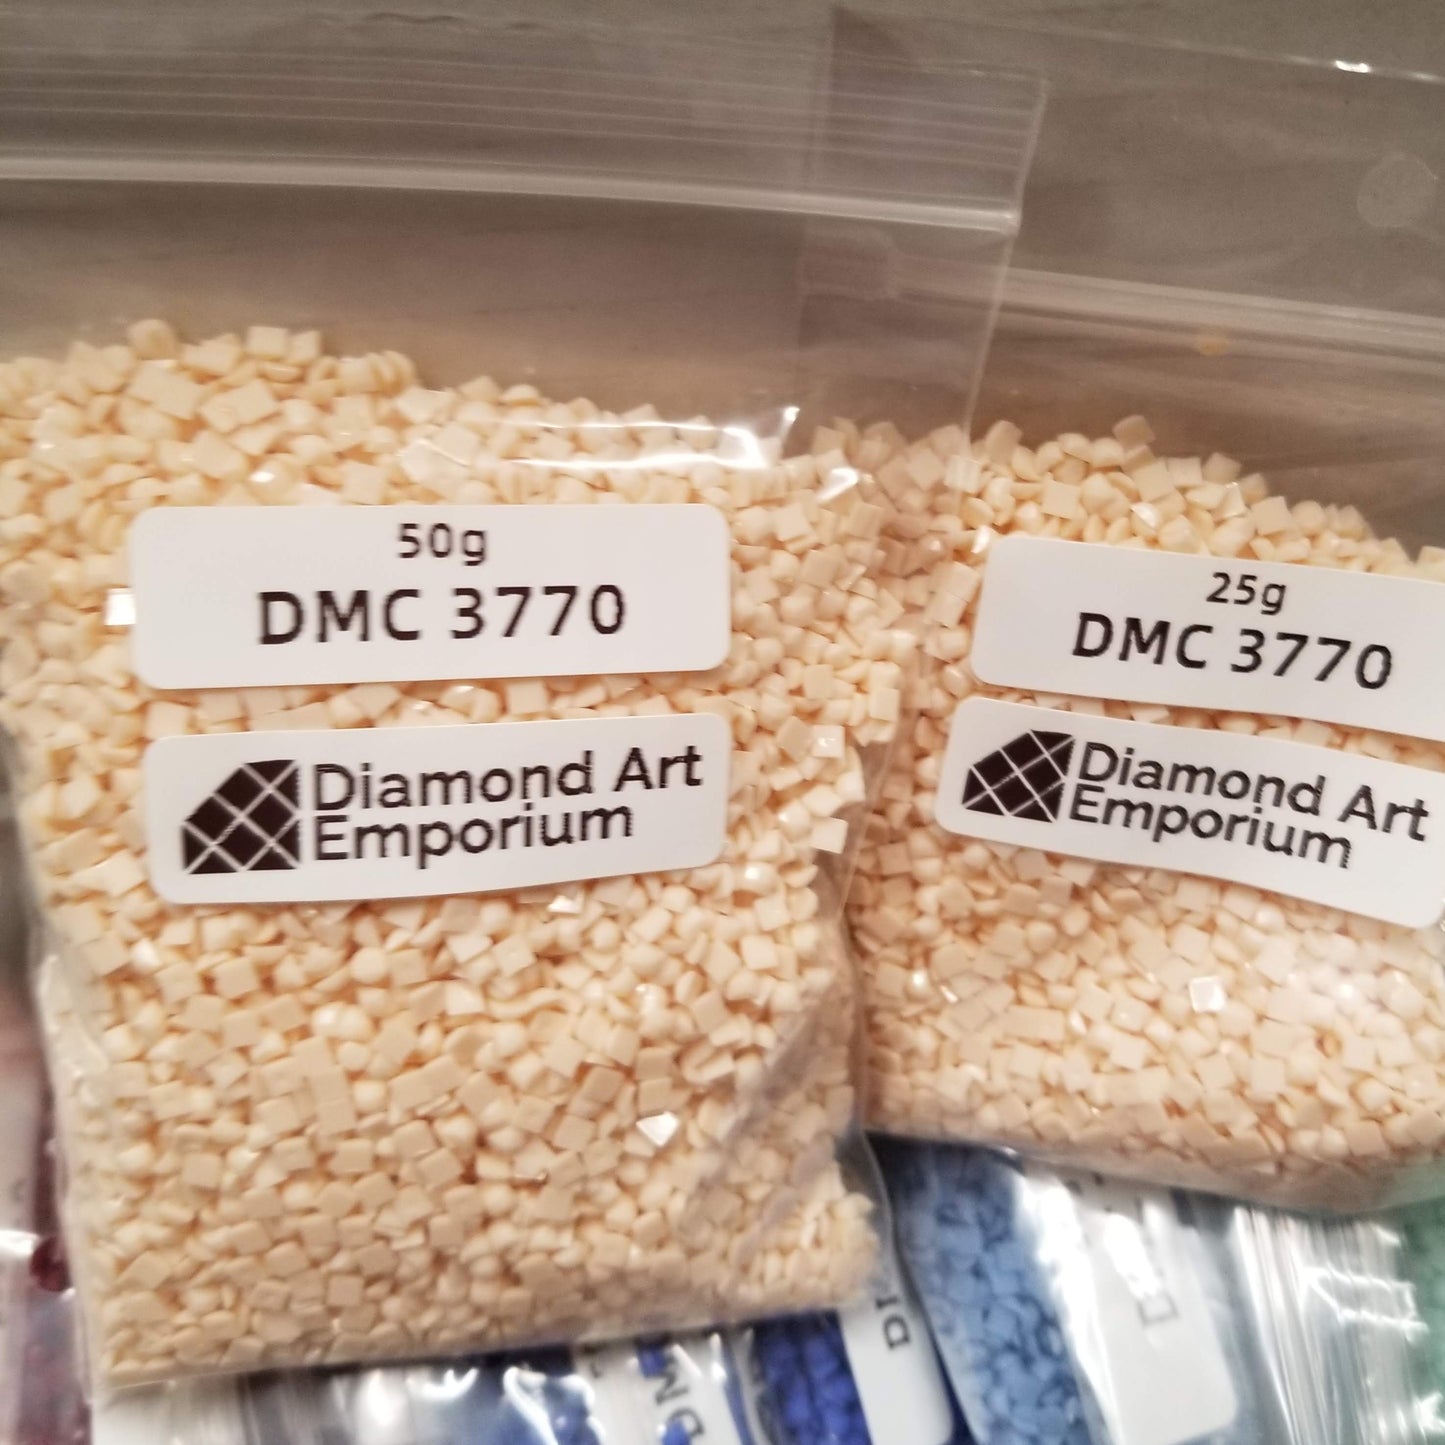 50g
DMC 3770
Diamond Art
Emporium
25g
DMC 3770
Diamond Art
Emporium